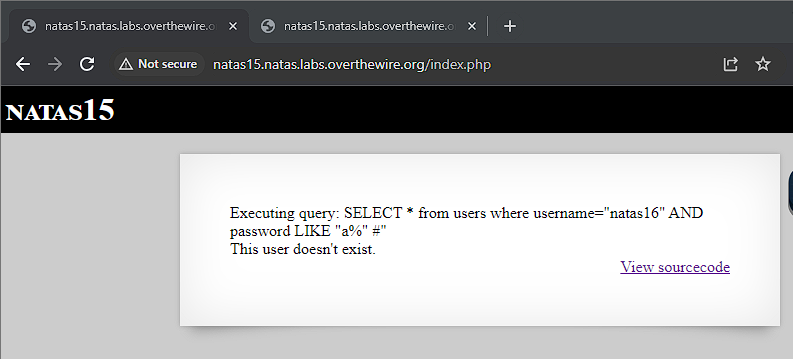 natas15.natas.labs.overthewire.o
natas15.natas.labs.overthewire.o
Not secure
natas15.natas.labs.overthewire.org/index.php
NATAS15
Executing query: SELECT * from users where username="natas16" AND
password LIKE "a%" #"
This user doesn't exist.
View sourcecode